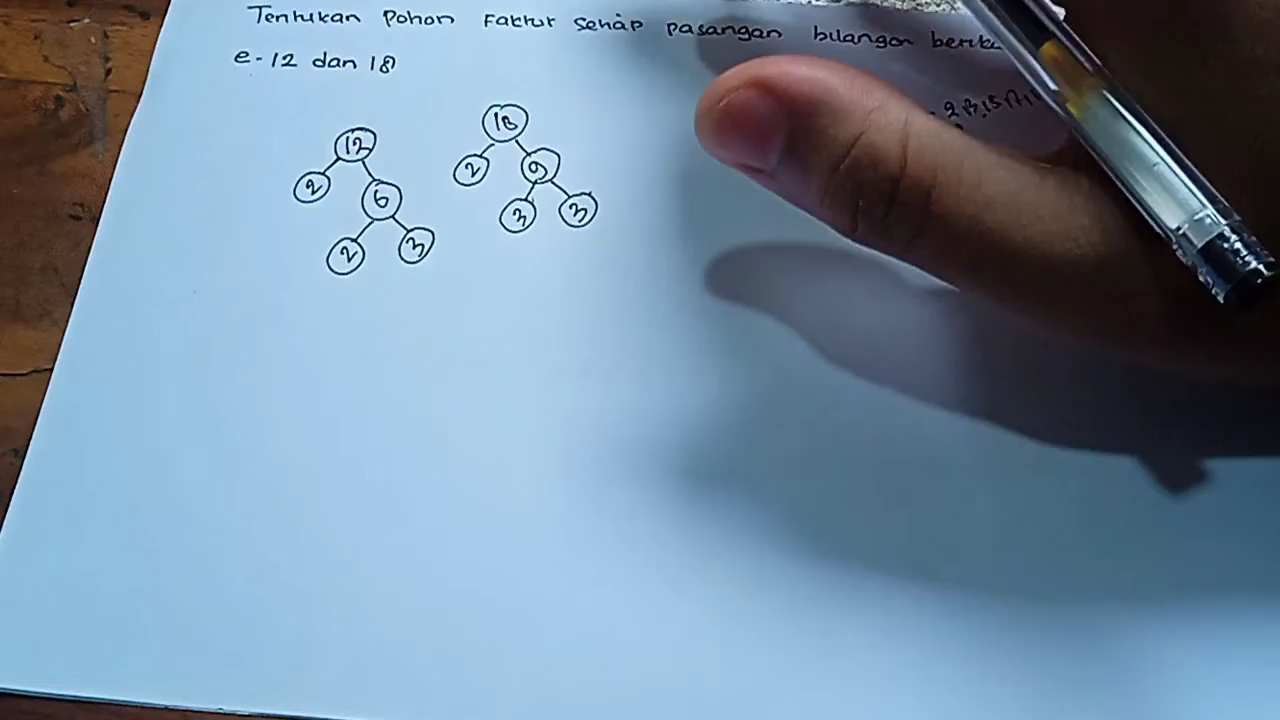 Tentukan Pohon Faktor setiap pasangan bilangan
e. 12 dan 18
12 18
2 6 2 9
2 3 3 3